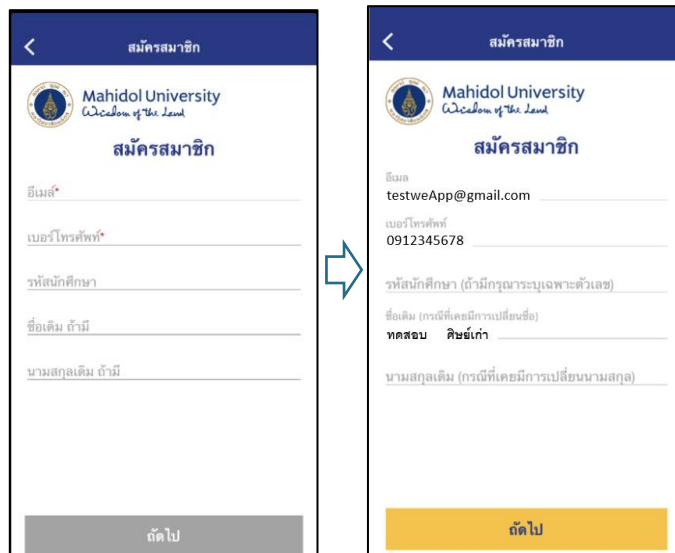 สมัครสมาชิก
Mahidol University
Wisdom of the Land
สมัครสมาชิก
อีเมล์*
เบอร์โทรศัพท์*
รหัสนักศึกษา
ชื่อเดิม ถ้ามี
นามสกุลเดิม ถ้ามี
ถัดไป
สมัครสมาชิก
Mahidol University
Wisdom of the Land
สมัครสมาชิก
อีเมล
testweApp@gmail.com
เบอร์โทรศัพท์
0912345678
รหัสนักศึกษา (ถ้ามีกรุณาระบุเฉพาะตัวเลข)
ชื่อเดิม (กรณีที่เคยมีการเปลี่ยนชื่อ)
ทดสอบ ศิษย์เก่า
นามสกุลเดิม (กรณีที่เคยมีการเปลี่ยนนามสกุล)
ถัดไป